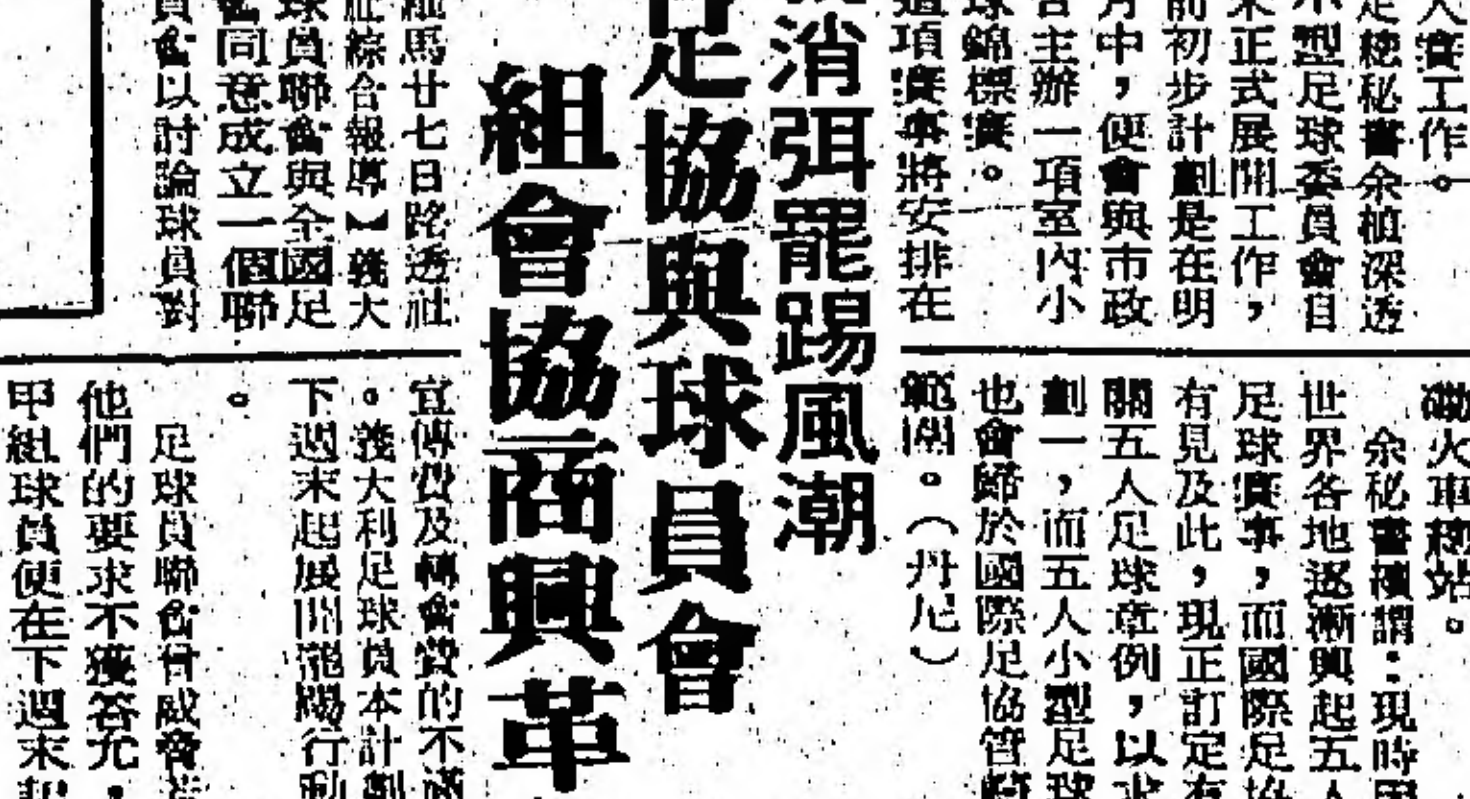 大賽工作。
足總秘書余植深透
小型足球委員會自
未正式展開工作，
前初步計劃是在明
月中，便會與市政
合主辦一項室內小
球錦標賽。
這項賽事將安排在
火車總站。
余秘書續謂：現時
世界各地逐漸興起五人
足球賽事，而國際足協
有見及此，現正訂定有
關五人足球章例，以求
劃一，而五人小型足球
也會歸於國際足協管轄
範圍。（丹尼）
消弭罷踢風潮
足協與球員會
組會協商興革
羅馬廿七日路透社
社綜合報導】義大
球員聯會與全國足
會同意成立一個聯
員會以討論球員對
宣傳費及轉會費的不滿
。義大利足球員本計劃
下週末起展開罷踢行動
。
足球員聯會曾威脅若
他們的要求不獲答允，
甲組球員便在下週末起